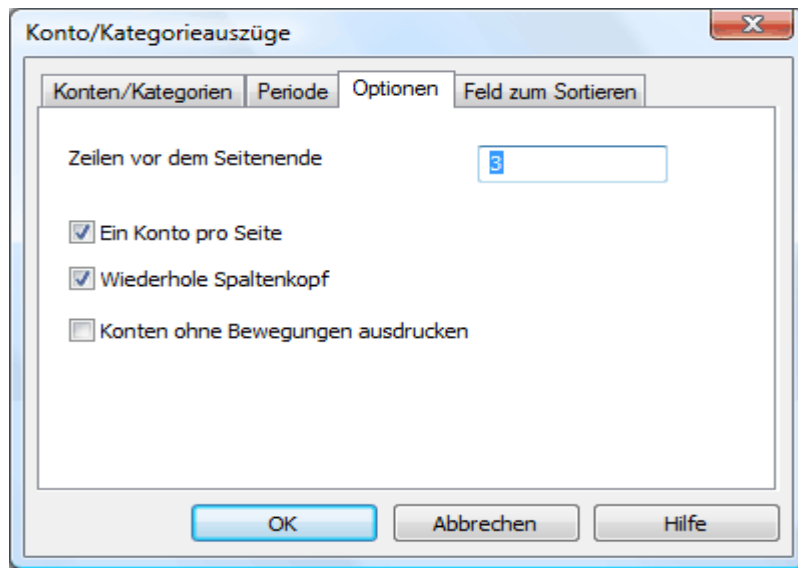 Konto/Kategorieauszüge
Konten/Kategorien Periode Optionen Feld zum Sortieren
Zeilen vor dem Seitenende 3
Ein Konto pro Seite
Wiederhole Spaltenkopf
Konten ohne Bewegungen ausdrucken
OK Abbrechen Hilfe